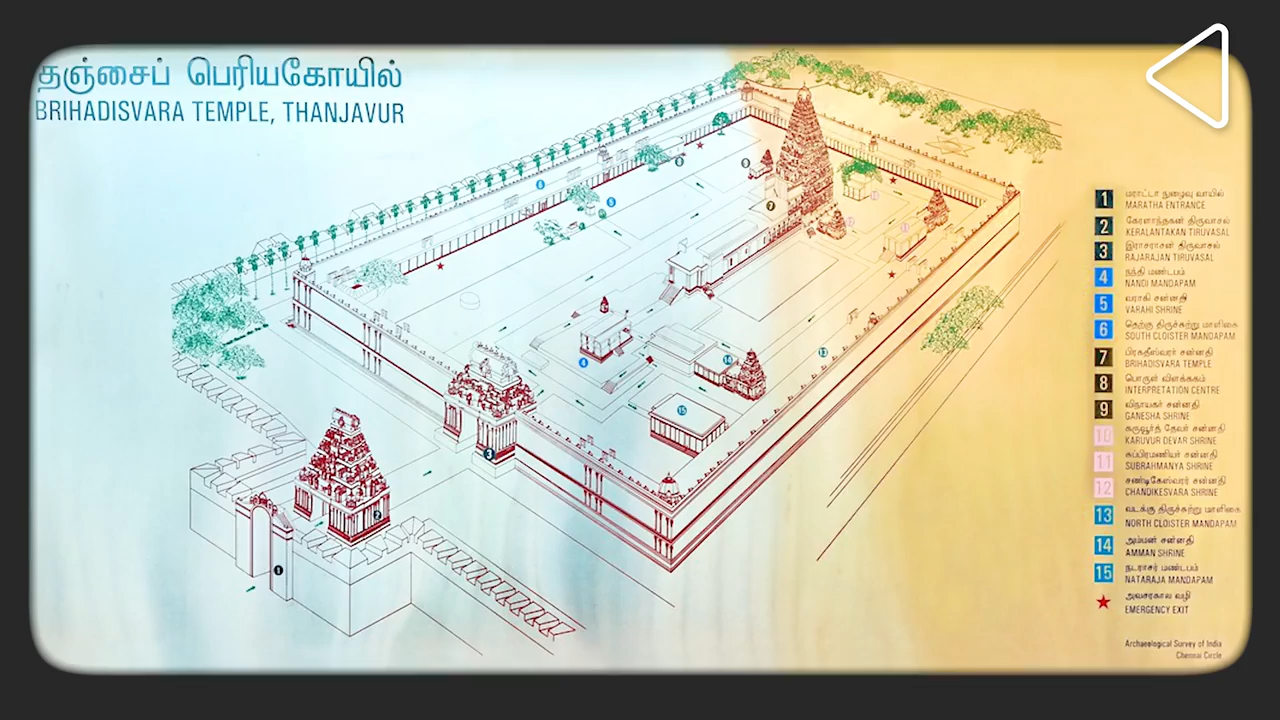 தஞ்சைப் பெரியகோயில்
BRIHADISVARA TEMPLE, THANJAVUR
1 மராட்டா நுழைவு வாயில்
MARATHA ENTRANCE
2 கேரளாந்தகன் திருவாசல்
KERALANTAKAN TIRUVASAL
3 இராசராசன் திருவாசல்
RAJARAJAN TIRUVASAL
4 நந்தி மண்டபம்
NANDI MANDAPAM
5 வராகி சன்னதி
VARAHI SHRINE
6 தெற்கு திருச்சுற்று மாளிகை
SOUTH CLOISTER MANDAPAM
7 பிரகதீஸ்வரர் சன்னதி
BRIHADISVARA TEMPLE
8 பொருள் விளக்ககம்
INTERPRETATION CENTRE
9 விநாயகர் சன்னதி
GANESHA SHRINE
10 கருவூர்த் தேவர் சன்னதி
KARUVUR DEVAR SHRINE
11 சுப்பிரமணியர் சன்னதி
SUBRAHMANYA SHRINE
12 சண்டிகேஸ்வரர் சன்னதி
CHANDIKESVARA SHRINE
13 வடக்கு திருச்சுற்று மாளிகை
NORTH CLOISTER MANDAPAM
14 அம்மன் சன்னதி
AMMAN SHRINE
15 நடராசர் மண்டபம்
NATARAJA MANDAPAM
அவசரகால வழி
EMERGENCY EXIT
Archaeological Survey of India
Chennai Circle